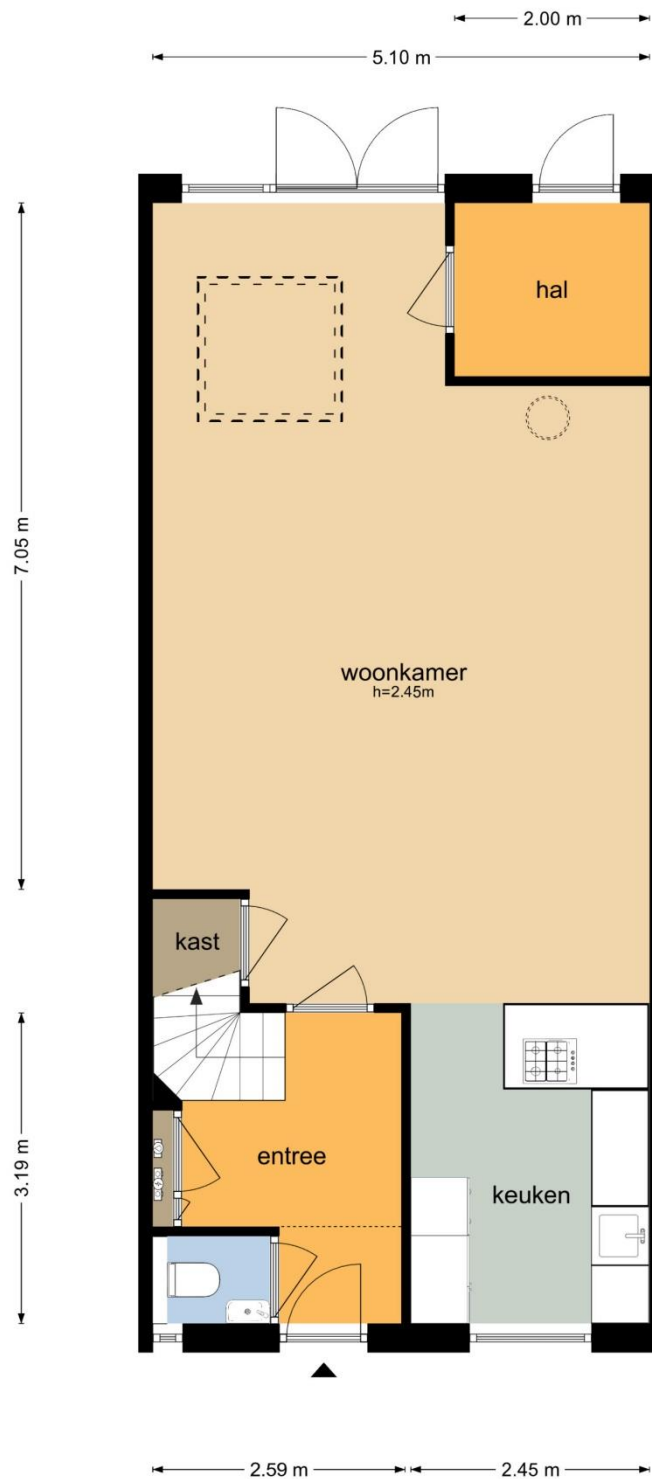 2.00 m
5.10 m
hal
7.05 m
woonkamer
h=2.45m
kast
3.19 m
entree
keuken
2.59 m
2.45 m